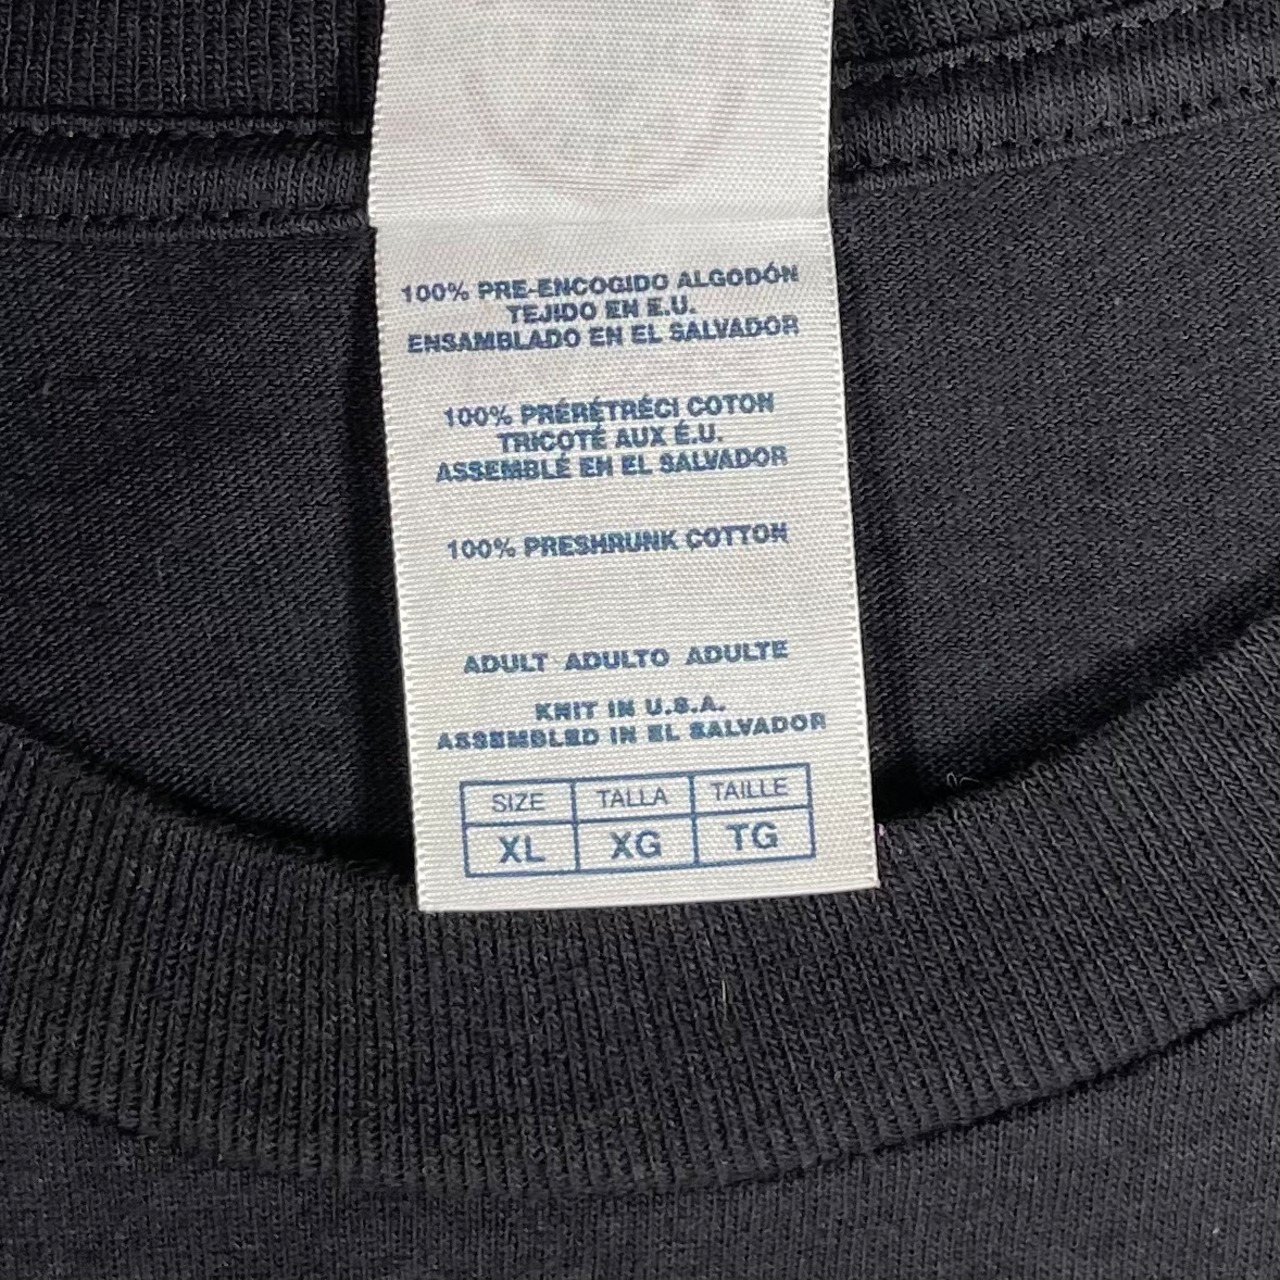 100% PRE-ENCOGIDO ALGODÓN
TEJIDO EN E.U.
ENSAMBLADO EN EL SALVADOR
100% PRÉRÉTRÉCI COTON
TRICOTÉ AUX É.U.
ASSEMBLÉ EN EL SALVADOR
100% PRESHRUNK COTTON
ADULT ADULTO ADULTE
KNIT IN U.S.A.
ASSEMBLED IN EL SALVADOR
SIZE TALLA TAILLE
XL XG TG